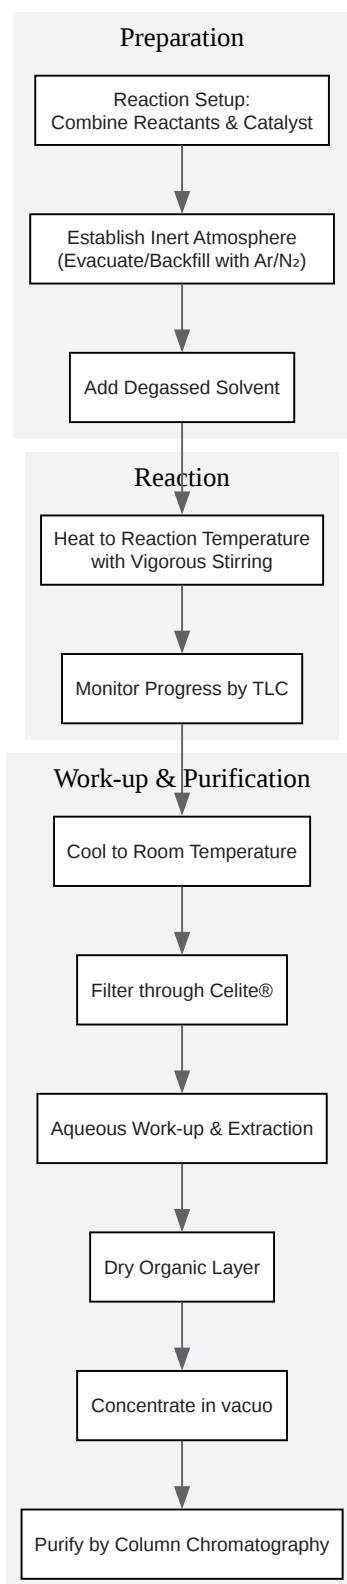 Preparation
Reaction Setup:
Combine Reactants & Catalyst
Establish Inert Atmosphere
(Evacuate/Backfill with Ar/N₂)
Add Degassed Solvent
Reaction
Heat to Reaction Temperature
with Vigorous Stirring
Monitor Progress by TLC
Work-up & Purification
Cool to Room Temperature
Filter through Celite®
Aqueous Work-up & Extraction
Dry Organic Layer
Concentrate in vacuo
Purify by Column Chromatography